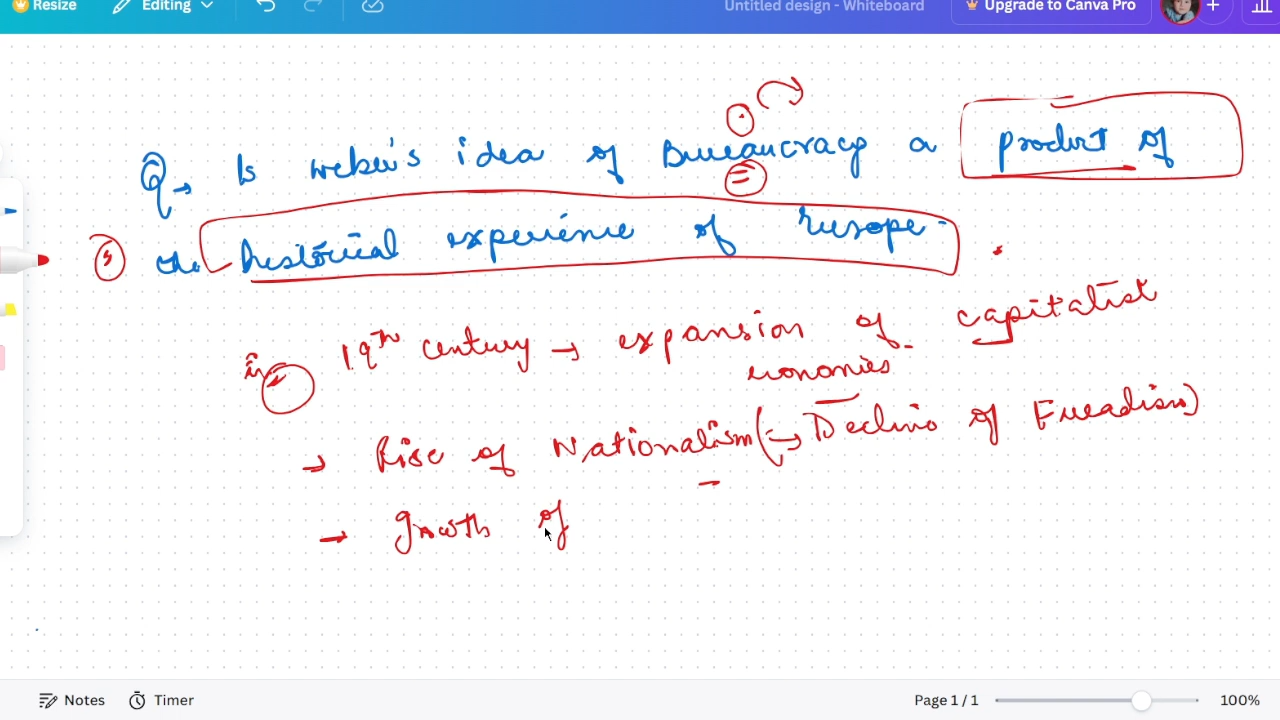 Resize Editing Untitled design - Whiteboard Upgrade to Canva Pro
Q→ Is weber's idea of Bureaucracy a product of
the historical experience of Europe.
in 19th century → expansion of capitalist
economies
→ Rise of Nationalism (→ Decline of Feudalism)
→ Growth of
Notes Timer Page 1 / 1 100%